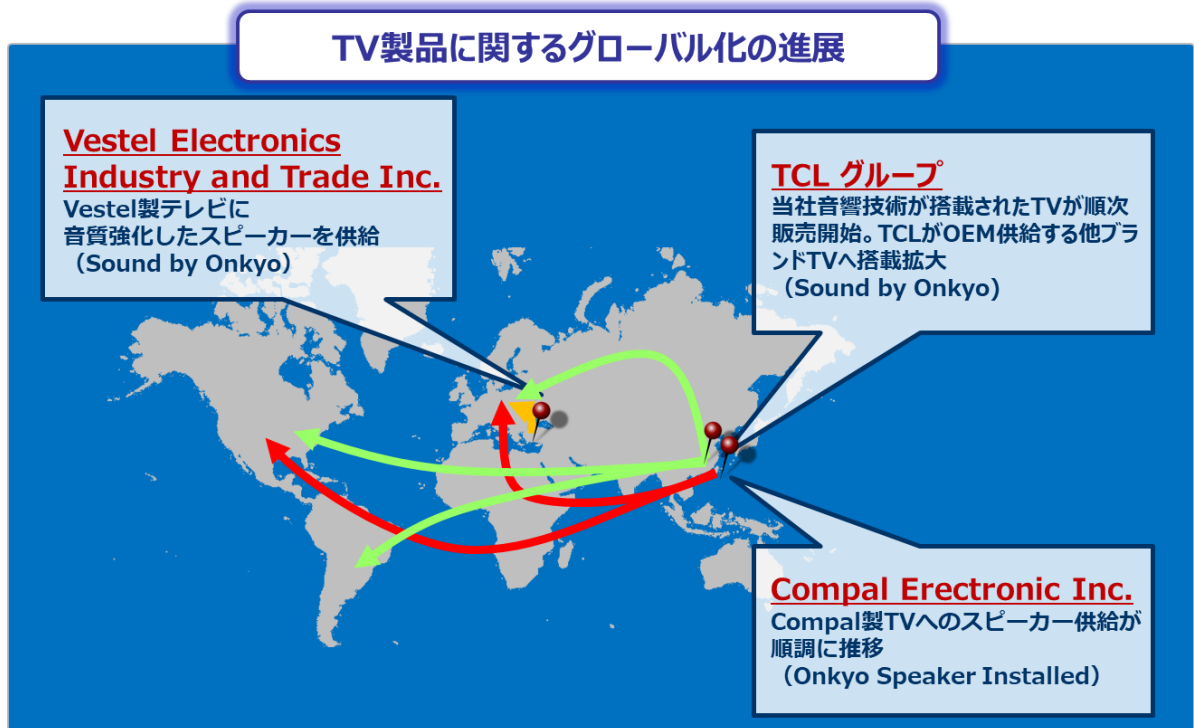 TV製品に関するグローバル化の進展
Vestel Electronics
Industry and Trade Inc.
Vestel製テレビに
音質強化したスピーカーを供給
（Sound by Onkyo）
TCL グループ
当社音響技術が搭載されたTVが順次
販売開始。TCLがOEM供給する他ブラ
ンドTVへ搭載拡大
（Sound by Onkyo)
Compal Erectronic Inc.
Compal製TVへのスピーカー供給が
順調に推移
（Onkyo Speaker Installed）